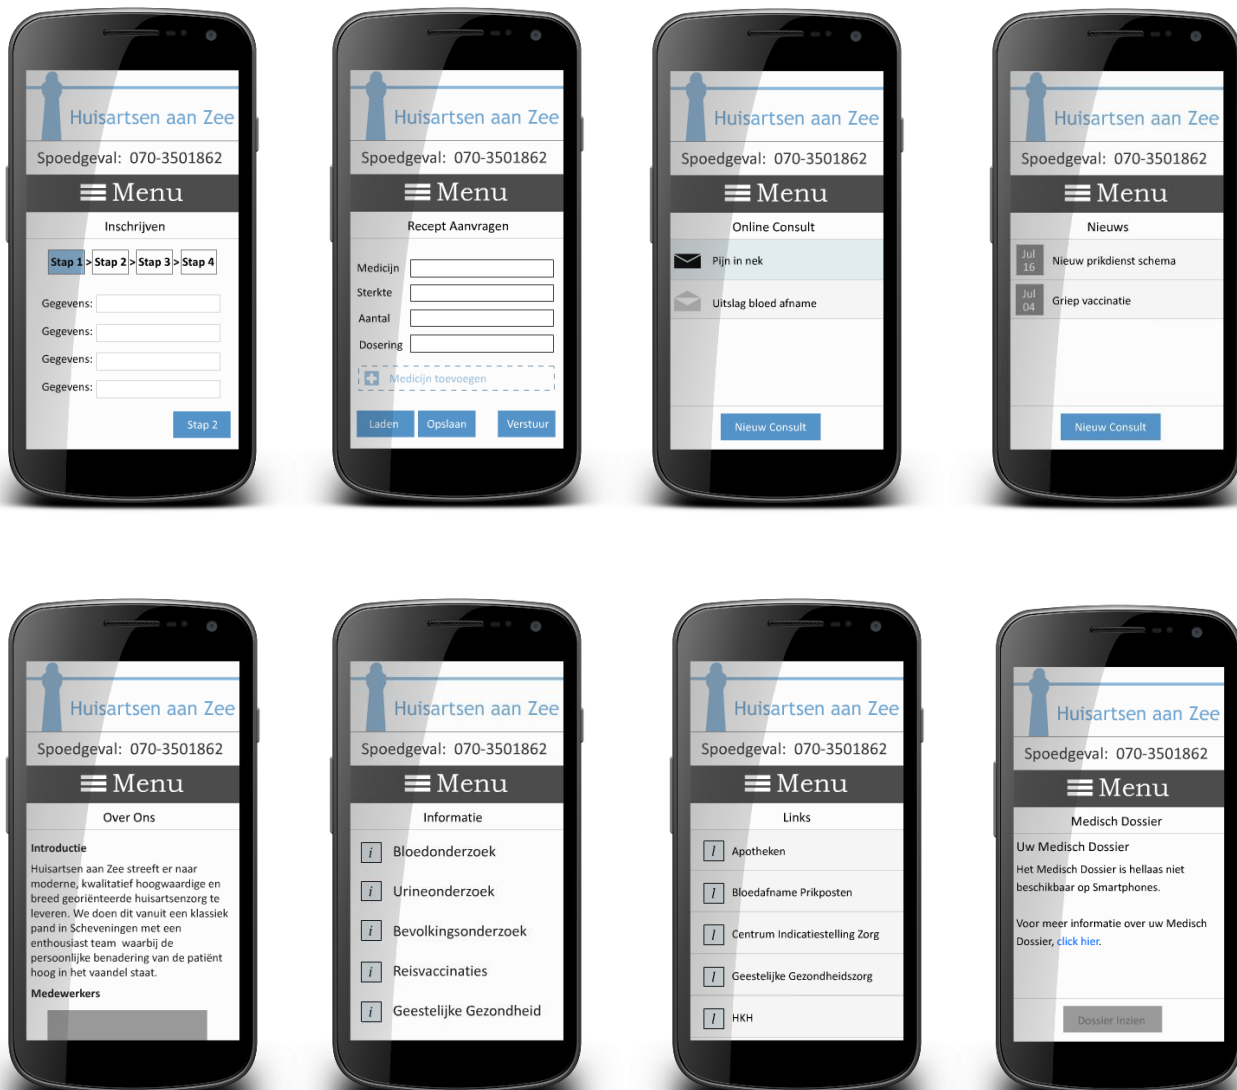 Huisartsen aan Zee
Spoedgeval: 070-3501862
Menu
Inschrijven
Stap 1 > Stap 2 > Stap 3 > Stap 4
Gegevens:
Gegevens:
Gegevens:
Gegevens:
Stap 2
Huisartsen aan Zee
Spoedgeval: 070-3501862
Menu
Recept Aanvragen
Medicijn
Sterkte
Aantal
Dosering
Medicijn toevoegen
Laden Opslaan Verstuur
Huisartsen aan Zee
Spoedgeval: 070-3501862
Menu
Online Consult
Pijn in nek
Uitslag bloed afname
Nieuw Consult
Huisartsen aan Zee
Spoedgeval: 070-3501862
Menu
Nieuws
Jul
16
Nieuw prikdienst schema
Jul
04
Griep vaccinatie
Nieuw Consult
Huisartsen aan Zee
Spoedgeval: 070-3501862
Menu
Over Ons
Introductie
Huisartsen aan Zee streeft er naar
moderne, kwalitatief hoogwaardige en
breed georiënteerde huisartsenzorg te
leveren. We doen dit vanuit een klassiek
pand in Scheveningen met een
enthousiast team waarbij de
persoonlijke benadering van de patiënt
hoog in het vaandel staat.
Medewerkers
Huisartsen aan Zee
Spoedgeval: 070-3501862
Menu
Informatie
i Bloedonderzoek
i Urineonderzoek
i Bevolkingsonderzoek
i Reisvaccinaties
i Geestelijke Gezondheid
Huisartsen aan Zee
Spoedgeval: 070-3501862
Menu
Links
l Apotheken
l Bloedafname Prikposten
l Centrum Indicatiestelling Zorg
l Geestelijke Gezondheidszorg
l HKH
Huisartsen aan Zee
Spoedgeval: 070-3501862
Menu
Medisch Dossier
Uw Medisch Dossier
Het Medisch Dossier is hellaas niet
beschikbaar op Smartphones.
Voor meer informatie over uw Medisch
Dossier, click hier.
Dossier Inzien